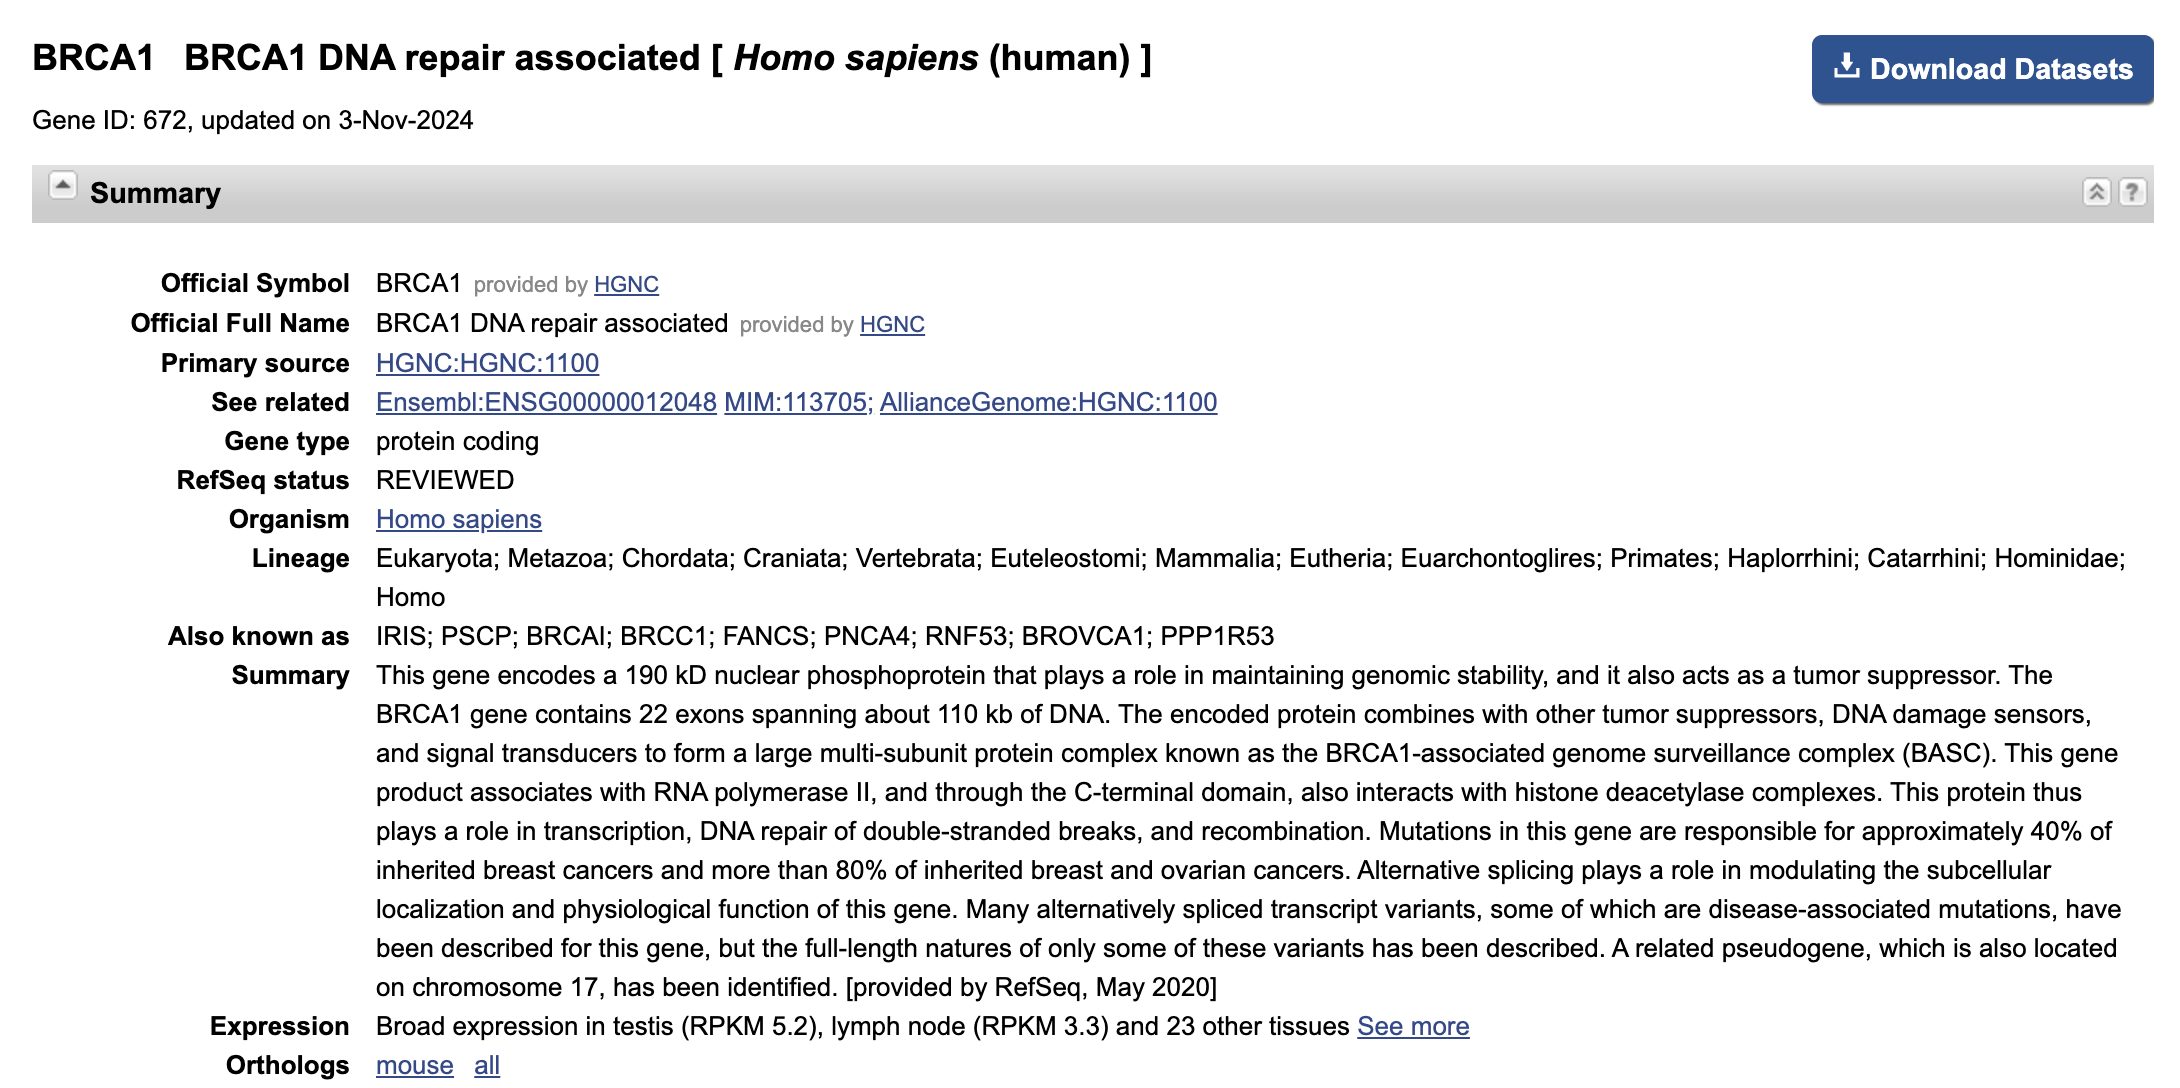 BRCA1 BRCA1 DNA repair associated [ Homo sapiens (human) ]
Download Datasets
Gene ID: 672, updated on 3-Nov-2024
Summary
?
Official Symbol BRCA1 provided by HGNC
Official Full Name BRCA1 DNA repair associated provided by HGNC
Primary source HGNC:HGNC:1100
See related Ensembl:ENSG00000012048 MIM:113705; AllianceGenome:HGNC:1100
Gene type protein coding
RefSeq status REVIEWED
Organism Homo sapiens
Lineage Eukaryota; Metazoa; Chordata; Craniata; Vertebrata; Euteleostomi; Mammalia; Eutheria; Euarchontoglires; Primates; Haplorrhini; Catarrhini; Hominidae;
Homo
Also known as IRIS; PSCP; BRCAI; BRCC1; FANCS; PNCA4; RNF53; BROVCA1; PPP1R53
Summary This gene encodes a 190 kD nuclear phosphoprotein that plays a role in maintaining genomic stability, and it also acts as a tumor suppressor. The
BRCA1 gene contains 22 exons spanning about 110 kb of DNA. The encoded protein combines with other tumor suppressors, DNA damage sensors,
and signal transducers to form a large multi-subunit protein complex known as the BRCA1-associated genome surveillance complex (BASC). This gene
product associates with RNA polymerase II, and through the C-terminal domain, also interacts with histone deacetylase complexes. This protein thus
plays a role in transcription, DNA repair of double-stranded breaks, and recombination. Mutations in this gene are responsible for approximately 40% of
inherited breast cancers and more than 80% of inherited breast and ovarian cancers. Alternative splicing plays a role in modulating the subcellular
localization and physiological function of this gene. Many alternatively spliced transcript variants, some of which are disease-associated mutations, have
been described for this gene, but the full-length natures of only some of these variants has been described. A related pseudogene, which is also located
on chromosome 17, has been identified. [provided by RefSeq, May 2020]
Expression Broad expression in testis (RPKM 5.2), lymph node (RPKM 3.3) and 23 other tissues See more
Orthologs mouse all